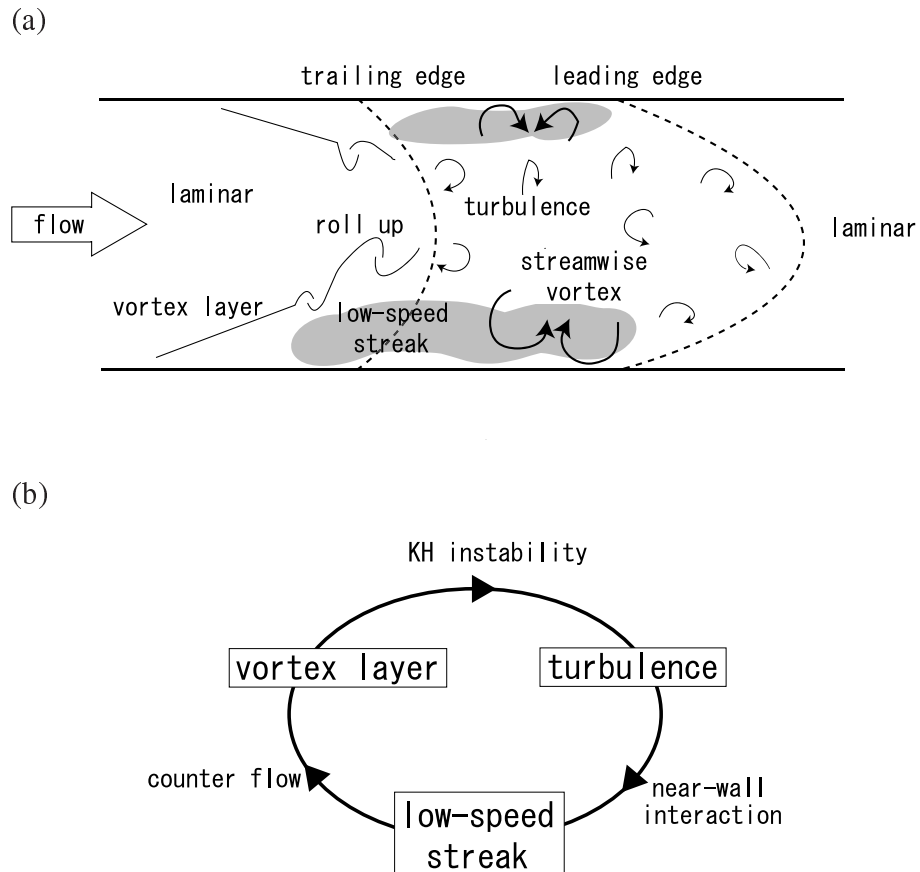 (a)
trailing edge
leading edge
laminar
flow
roll up
turbulence
laminar
streamwise
vortex
vortex layer
low-speed
streak
(b)
KH instability
vortex layer
turbulence
counter flow
near-wall
interaction
low-speed
streak